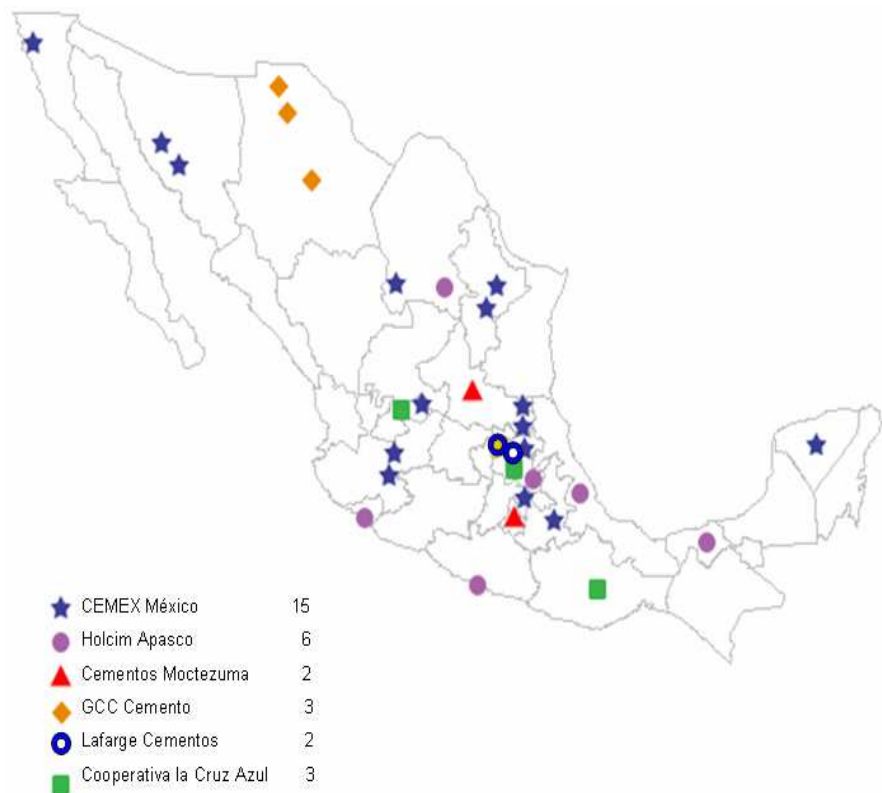 CEMEX México 15
Holcim Apasco 6
Cementos Moctezuma 2
GCC Cemento 3
Lafarge Cementos 2
Cooperativa la Cruz Azul 3